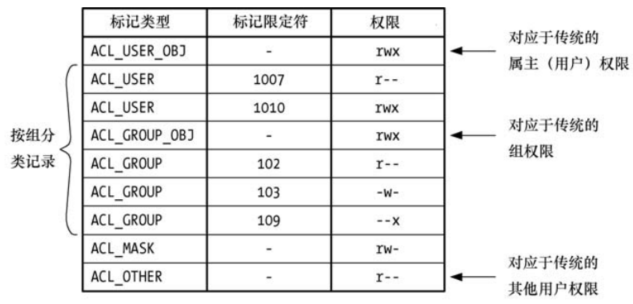 标记类型 标记限定符 权限
ACL_USER_OBJ - rwx
ACL_USER 1007 r--
ACL_USER 1010 rwx
ACL_GROUP_OBJ - rwx
ACL_GROUP 102 r--
ACL_GROUP 103 -w-
ACL_GROUP 109 --x
ACL_MASK - rw-
ACL_OTHER - r--
按组分
类记录
对应于传统的
属主（用户）权限
对应于传统的
组权限
对应于传统的
其他用户权限